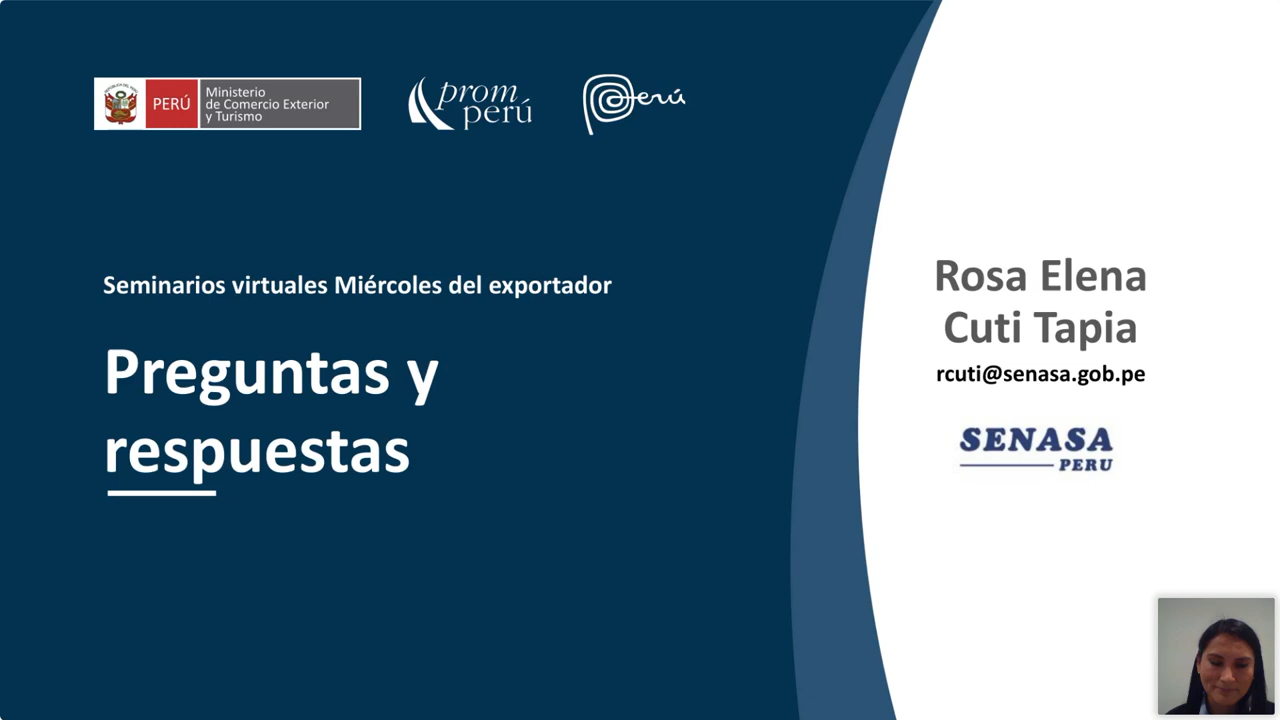 PERÚ
Ministerio
de Comercio Exterior
y Turismo
prom
perú
Perú
Seminarios virtuales Miércoles del exportador
Preguntas y
respuestas
Rosa Elena
Cuti Tapia
rcuti@senasa.gob.pe
SENASA
PERU